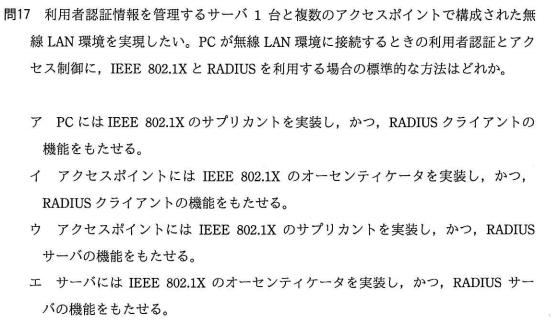 問17 利用者認証情報を管理するサーバ 1 台と複数のアクセスポイントで構成された無
線 LAN 環境を実現したい。PC が無線 LAN 環境に接続するときの利用者認証とアク
セス制御に，IEEE 802.1X と RADIUS を利用する場合の標準的な方法はどれか。
ア PC には IEEE 802.1X のサプリカントを実装し，かつ，RADIUS クライアントの
機能をもたせる。
イ アクセスポイントには IEEE 802.1X のオーセンティケータを実装し，かつ，
RADIUS クライアントの機能をもたせる。
ウ アクセスポイントには IEEE 802.1X のサプリカントを実装し，かつ，RADIUS
サーバの機能をもたせる。
エ サーバには IEEE 802.1X のオーセンティケータを実装し，かつ，RADIUS サー
バの機能をもたせる。